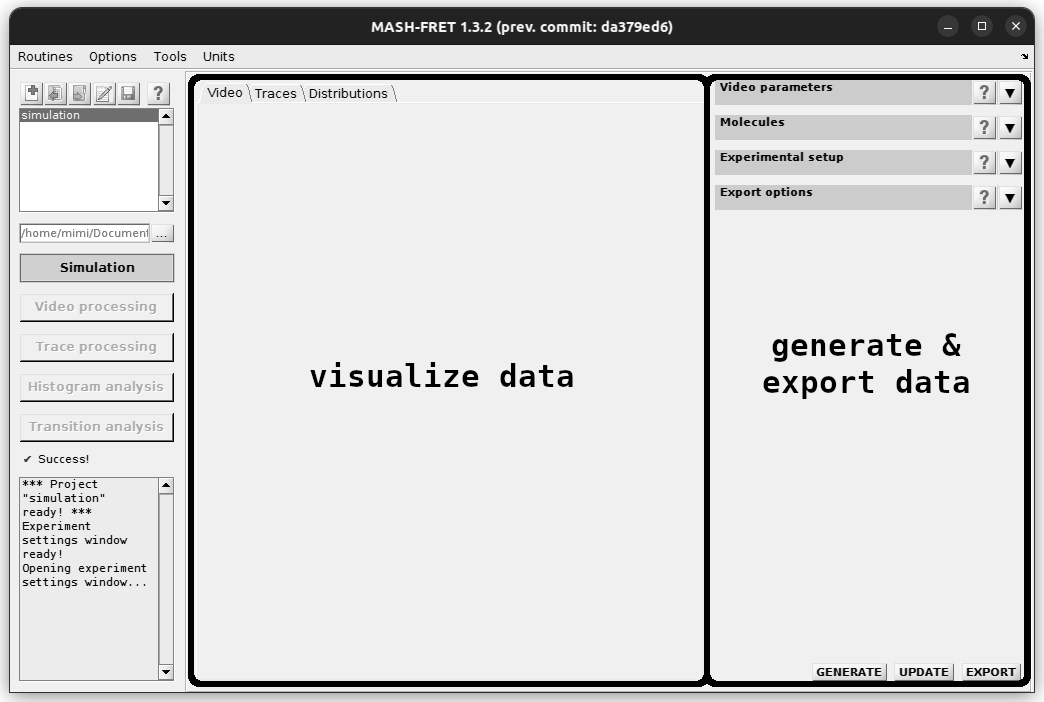 MASH-FRET 1.3.2 (prev. commit: da379ed6)
Routines Options Tools Units
?
simulation
/home/mimi/Document ...
Simulation
Video processing
Trace processing
Histogram analysis
Transition analysis
✔ Success!
*** Project
"simulation"
ready! ***
Experiment
settings window
ready!
Opening experiment
settings window...
Video Traces Distributions
visualize data
Video parameters ? ▼
Molecules ? ▼
Experimental setup ? ▼
Export options ? ▼
generate &
export data
GENERATE UPDATE EXPORT